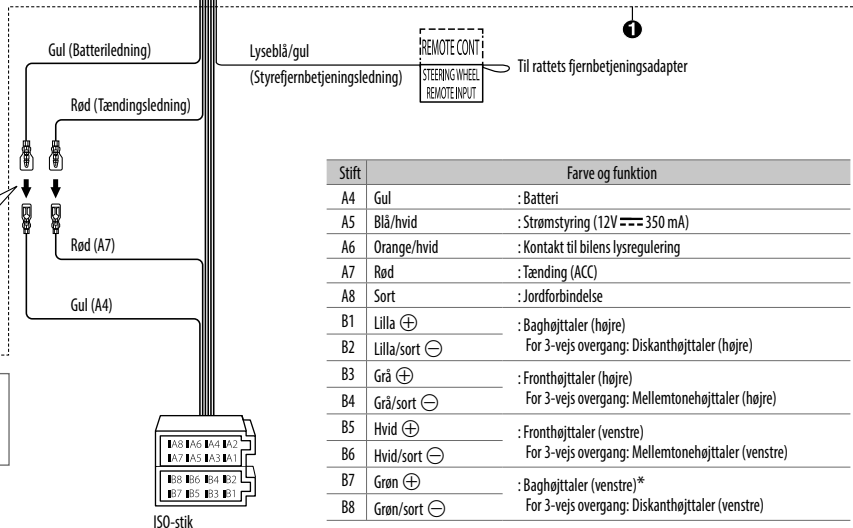 ❶
Gul (Batteriledning)
Rød (Tændingsledning)
Rød (A7)
Gul (A4)
Lyseblå/gul
(Styrefjernbetjeningsledning)
REMOTE CONT
STEERING WHEEL
REMOTE INPUT
Til rattets fjernbetjeningsadapter
Stift Farve og funktion
A4 Gul : Batteri
A5 Blå/hvid : Strømstyring (12V ⎓ 350 mA)
A6 Orange/hvid : Kontakt til bilens lysregulering
A7 Rød : Tænding (ACC)
A8 Sort : Jordforbindelse
B1 Lilla ⊕ : Baghøjttaler (højre)
B2 Lilla/sort ⊖ For 3-vejs overgang: Diskanthøjttaler (højre)
B3 Grå ⊕ : Fronthøjttaler (højre)
B4 Grå/sort ⊖ For 3-vejs overgang: Mellemtonehøjttaler (højre)
B5 Hvid ⊕ : Fronthøjttaler (venstre)
B6 Hvid/sort ⊖ For 3-vejs overgang: Mellemtonehøjttaler (venstre)
B7 Grøn ⊕ : Baghøjttaler (venstre)*
B8 Grøn/sort ⊖ For 3-vejs overgang: Diskanthøjttaler (venstre)
A8 A6 A4 A2
A7 A5 A3 A1
B8 B6 B4 B2
B7 B5 B3 B1
ISO-stik